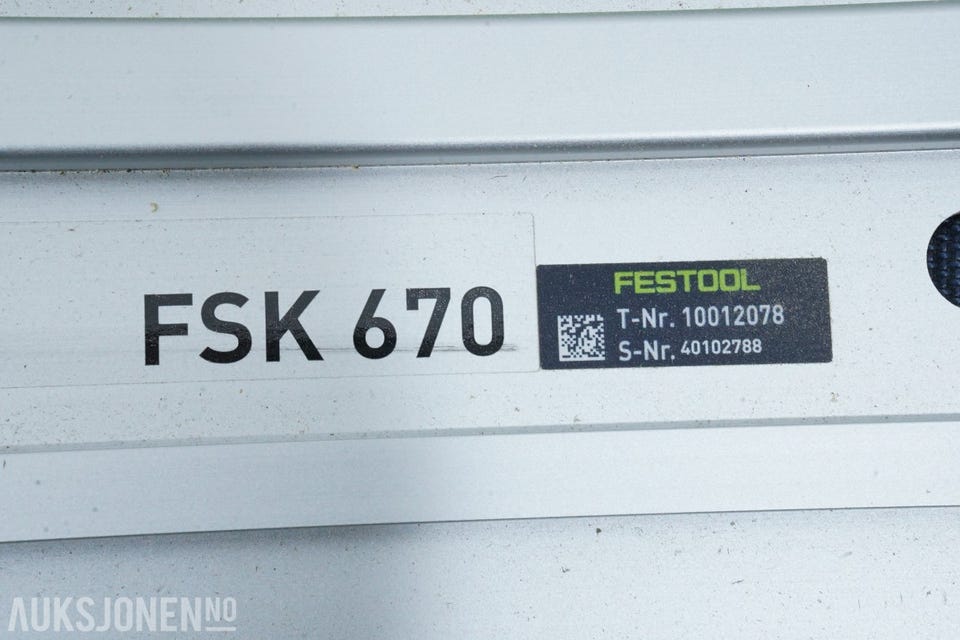 FSK 670
FESTOOL
T-Nr. 10012078
S-Nr. 40102788
AUKSJONEN.NO